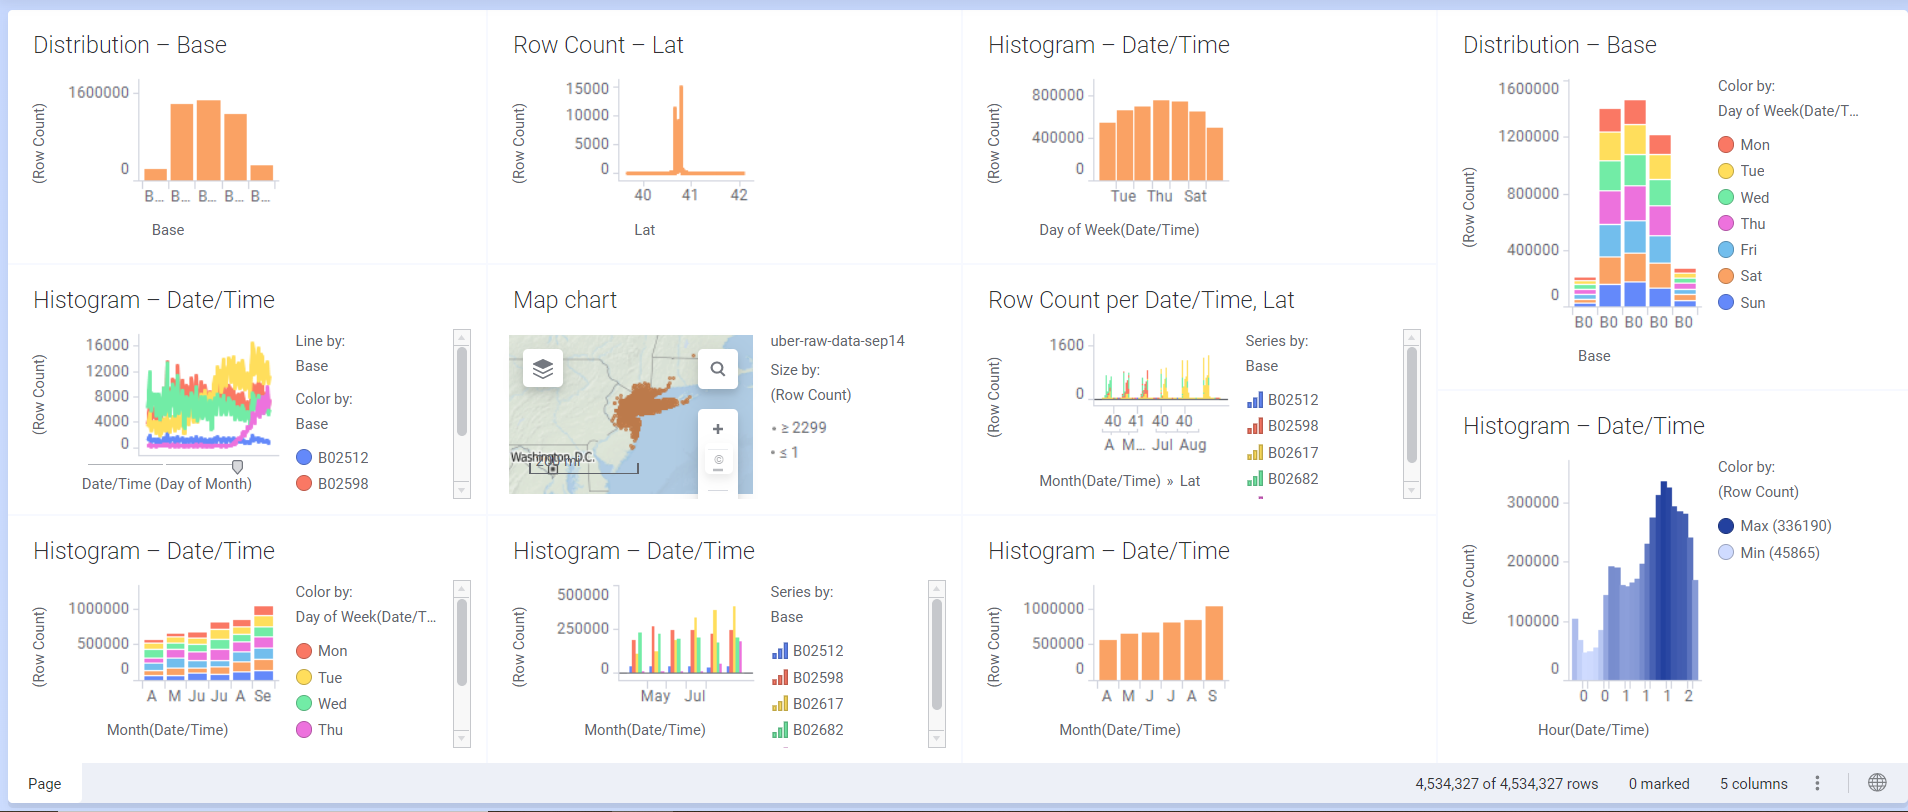 Distribution – Base
(Row Count)
1600000
0
B... B... B... B... B...
Base
Row Count – Lat
(Row Count)
15000
10000
5000
0
40 41 42
Lat
Histogram – Date/Time
(Row Count)
800000
400000
0
Tue Thu Sat
Day of Week(Date/Time)
Distribution – Base
(Row Count)
1600000
1200000
800000
400000
0
B0 B0 B0 B0 B0
Base
Color by:
Day of Week(Date/T...
Mon
Tue
Wed
Thu
Fri
Sat
Sun
Histogram – Date/Time
(Row Count)
16000
12000
8000
4000
0
Date/Time (Day of Month)
Line by:
Base
Color by:
Base
B02512
B02598
Map chart
Washington, D.C.
200 mi
+
©
uber-raw-data-sep14
Size by:
(Row Count)
≥ 2299
≤ 1
Row Count per Date/Time, Lat
(Row Count)
1600
0
40 41 40 40
A M... Jul Aug
Month(Date/Time) » Lat
Series by:
Base
B02512
B02598
B02617
B02682
Histogram – Date/Time
(Row Count)
300000
200000
100000
0
0 0 1 1 1 2
Hour(Date/Time)
Color by:
(Row Count)
Max (336190)
Min (45865)
Histogram – Date/Time
(Row Count)
1000000
500000
0
A M Ju Ju A Se
Month(Date/Time)
Color by:
Day of Week(Date/T...
Mon
Tue
Wed
Thu
Histogram – Date/Time
(Row Count)
500000
250000
0
May Jul
Month(Date/Time)
Series by:
Base
B02512
B02598
B02617
B02682
Histogram – Date/Time
(Row Count)
1000000
500000
0
A M J J A S
Month(Date/Time)
Page
4,534,327 of 4,534,327 rows 0 marked 5 columns